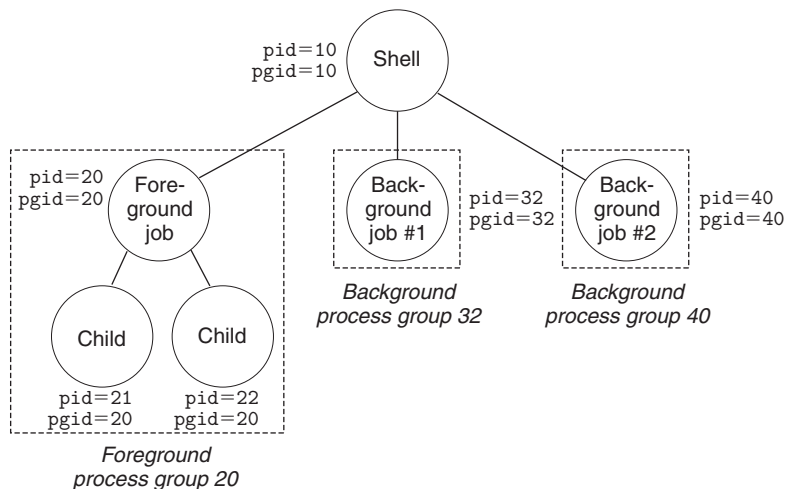 pid=10
pgid=10
Shell
pid=20
pgid=20
Fore-
ground
job
Back-
ground
job #1
pid=32
pgid=32
Back-
ground
job #2
pid=40
pgid=40
Background
process group 32
Background
process group 40
Child
Child
pid=21
pgid=20
pid=22
pgid=20
Foreground
process group 20